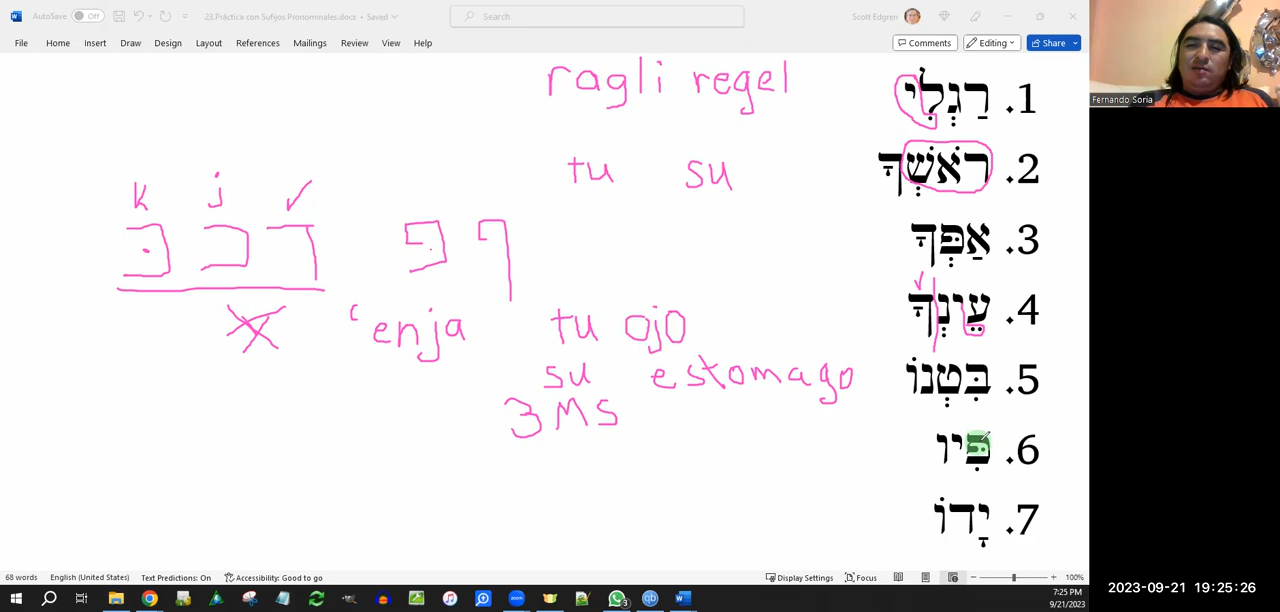 AutoSave Off 23.Práctica con Sufijos Pronominales.docx • Saved Search Scott Edgren
File Home Insert Draw Design Layout References Mailings Review View Help Comments Editing Share
Fernando Soria
ragli regel
1. רַגְלִי
tu su
2. רֹאשְׁךָ
k j ✓
כּ כ ך פּ ף
3. אַפְּךָ
✓
4. עֵינְךָ
‘enja tu ojo
5. בִּטְנוֹ
su estomago
3MS
6. פִּיו
7. יָדוֹ
68 words English (United States) Text Predictions: On Accessibility: Good to go Display Settings Focus 100%
3
7:25 PM
9/21/2023
2023-09-21 19:25:26